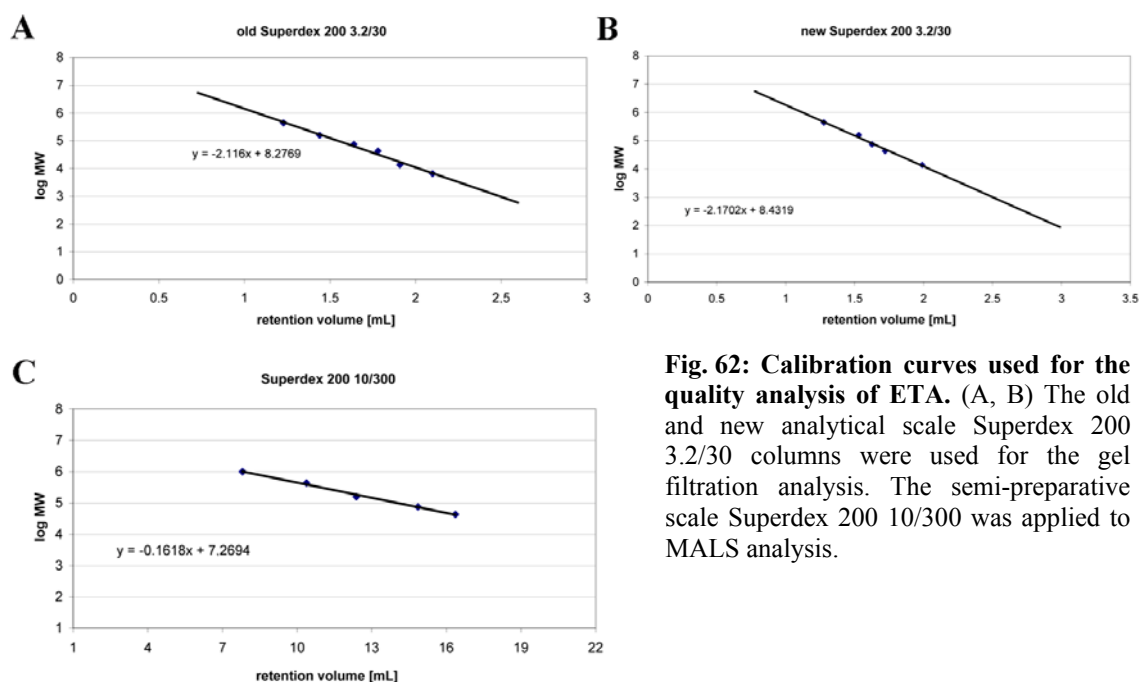 A
old Superdex 200 3.2/30
8
7
6
5
4
3
2
1
0
log MW
y = -2.116x + 8.2769
0 0.5 1 1.5 2 2.5 3
retention volume [mL]
B
new Superdex 200 3.2/30
8
7
6
5
4
3
2
1
0
log MW
y = -2.1702x + 8.4319
0 0.5 1 1.5 2 2.5 3 3.5
retention volume [mL]
C
Superdex 200 10/300
8
7
6
5
4
3
2
1
log MW
y = -0.1618x + 7.2694
1 4 7 10 13 16 19 22
retention volume [mL]
Fig. 62: Calibration curves used for the
quality analysis of ETA. (A, B) The old
and new analytical scale Superdex 200
3.2/30 columns were used for the gel
filtration analysis. The semi-preparative
scale Superdex 200 10/300 was applied to
MALS analysis.